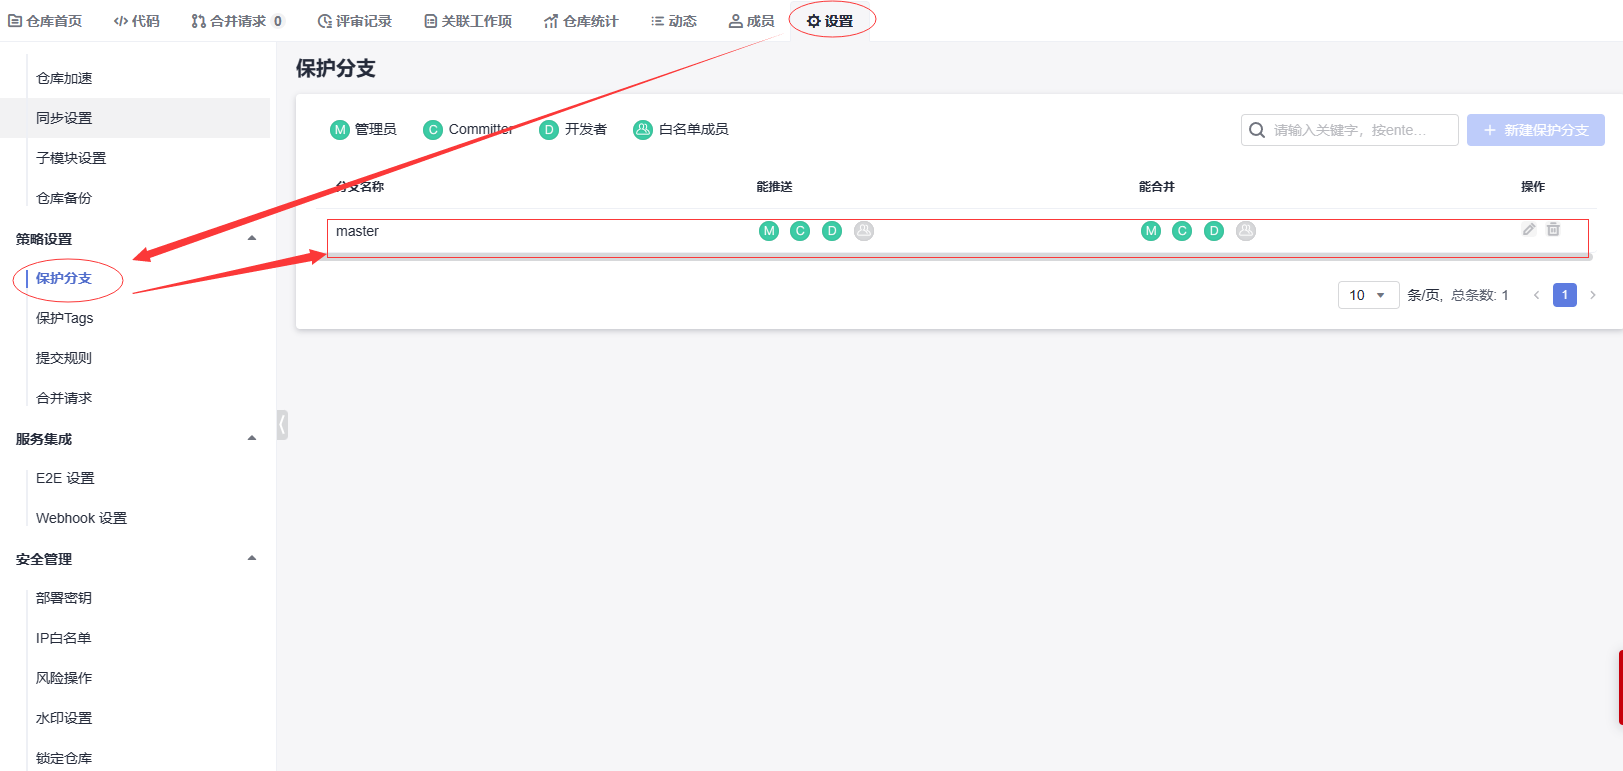 仓库首页 代码 合并请求 0 评审记录 关联工作项 仓库统计 动态 成员 设置
仓库加速
同步设置
子模块设置
仓库备份
策略设置
保护分支
保护Tags
提交规则
合并请求
服务集成
E2E 设置
Webhook 设置
安全管理
部署密钥
IP白名单
风险操作
水印设置
锁定仓库
保护分支
M 管理员 C Committer D 开发者 白名单成员
请输入关键字，按ente... + 新建保护分支
分支名称 能推送 能合并 操作
master M C D M C D
10 条/页, 总条数: 1 < 1 >